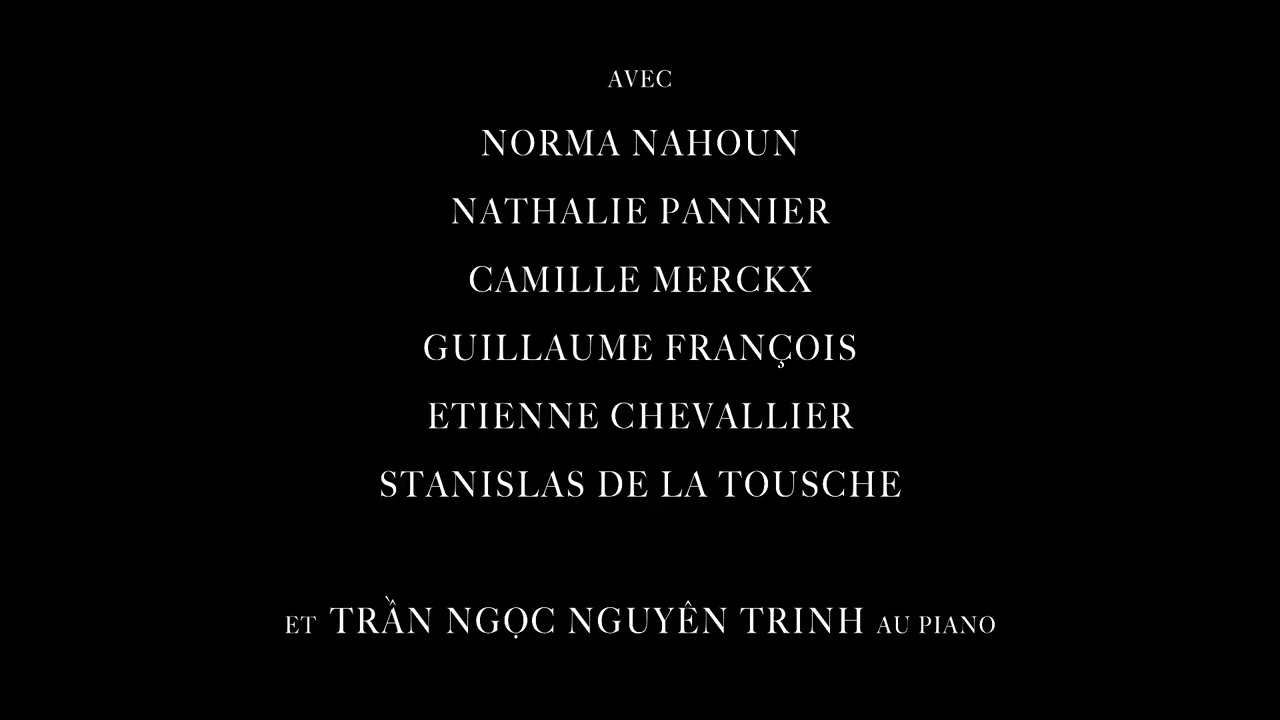 AVEC
NORMA NAHOUN
NATHALIE PANNIER
CAMILLE MERCKX
GUILLAUME FRANÇOIS
ETIENNE CHEVALLIER
STANISLAS DE LA TOUSCHE
ET TRẦN NGỌC NGUYÊN TRINH AU PIANO